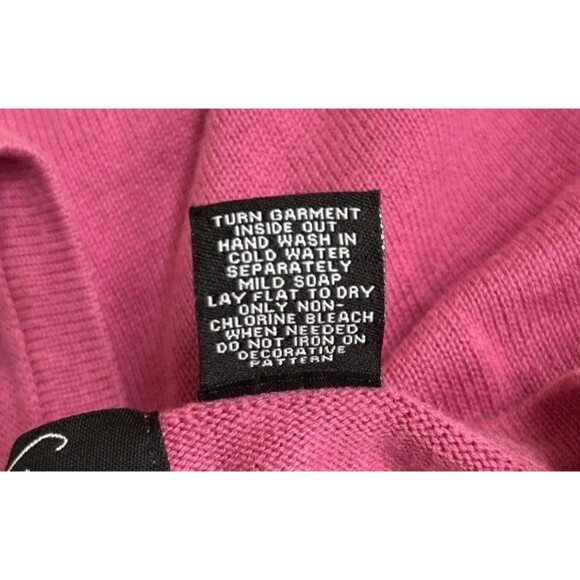 TURN GARMENT
INSIDE OUT
HAND WASH IN
COLD WATER
SEPARATELY
MILD SOAP
LAY FLAT TO DRY
ONLY NON-
CHLORINE BLEACH
WHEN NEEDED
DO NOT IRON ON
DECORATIVE
PATTERN